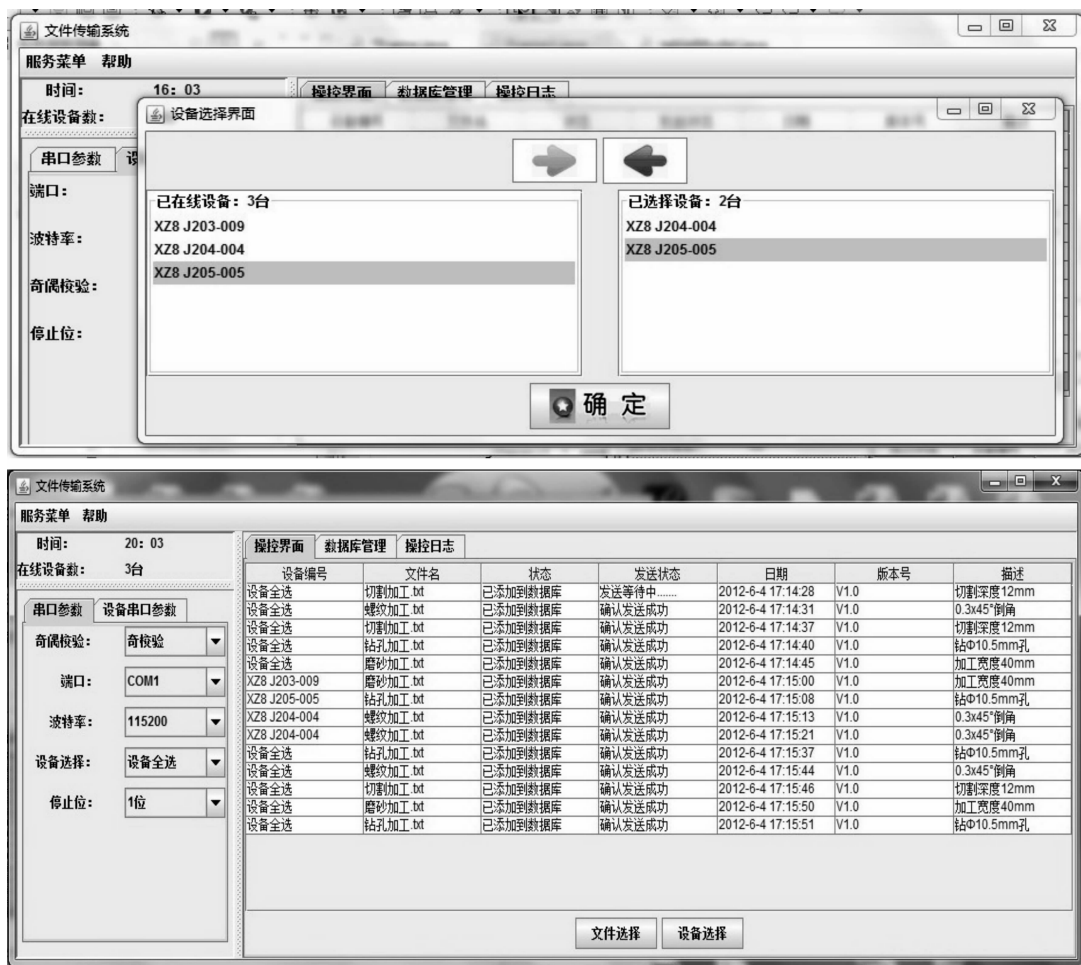 文件传输系统
服务菜单 帮助
时间： 16：03
操控界面 数据库管理 操控日志
在线设备数：
设备选择界面
串口参数
端口：
已在线设备：3台 已选择设备：2台
XZ8 J203-009 XZ8 J204-004
波特率：
XZ8 J204-004 XZ8 J205-005
XZ8 J205-005
奇偶校验：
停止位：
确 定
文件传输系统
服务菜单 帮助
时间： 20：03
操控界面 数据库管理 操控日志
在线设备数： 3台
设备编号 文件名 状态 发送状态 日期 版本号 描述
设备全选 切割加工.txt 已添加到数据库 发送等待中....... 2012-6-4 17:14:28 V1.0 切割深度12mm
设备全选 螺纹加工.txt 已添加到数据库 确认发送成功 2012-6-4 17:14:31 V1.0 0.3x45°倒角
设备全选 切割加工.txt 已添加到数据库 确认发送成功 2012-6-4 17:14:37 V1.0 切割深度12mm
设备全选 钻孔加工.txt 已添加到数据库 确认发送成功 2012-6-4 17:14:40 V1.0 钻Φ10.5mm孔
设备全选 磨砂加工.txt 已添加到数据库 确认发送成功 2012-6-4 17:14:45 V1.0 加工宽度40mm
XZ8 J203-009 磨砂加工.txt 已添加到数据库 确认发送成功 2012-6-4 17:15:00 V1.0 加工宽度40mm
XZ8 J205-005 钻孔加工.txt 已添加到数据库 确认发送成功 2012-6-4 17:15:08 V1.0 钻Φ10.5mm孔
XZ8 J204-004 螺纹加工.txt 已添加到数据库 确认发送成功 2012-6-4 17:15:13 V1.0 0.3x45°倒角
XZ8 J204-004 螺纹加工.txt 已添加到数据库 确认发送成功 2012-6-4 17:15:21 V1.0 0.3x45°倒角
设备全选 钻孔加工.txt 已添加到数据库 确认发送成功 2012-6-4 17:15:37 V1.0 钻Φ10.5mm孔
设备全选 螺纹加工.txt 已添加到数据库 确认发送成功 2012-6-4 17:15:44 V1.0 0.3x45°倒角
设备全选 切割加工.txt 已添加到数据库 确认发送成功 2012-6-4 17:15:46 V1.0 切割深度12mm
设备全选 磨砂加工.txt 已添加到数据库 确认发送成功 2012-6-4 17:15:50 V1.0 加工宽度40mm
设备全选 钻孔加工.txt 已添加到数据库 确认发送成功 2012-6-4 17:15:51 V1.0 钻Φ10.5mm孔
串口参数 设备串口参数
奇偶校验： 奇校验
端口： COM1
波特率： 115200
设备选择： 设备全选
停止位： 1位
文件选择 设备选择